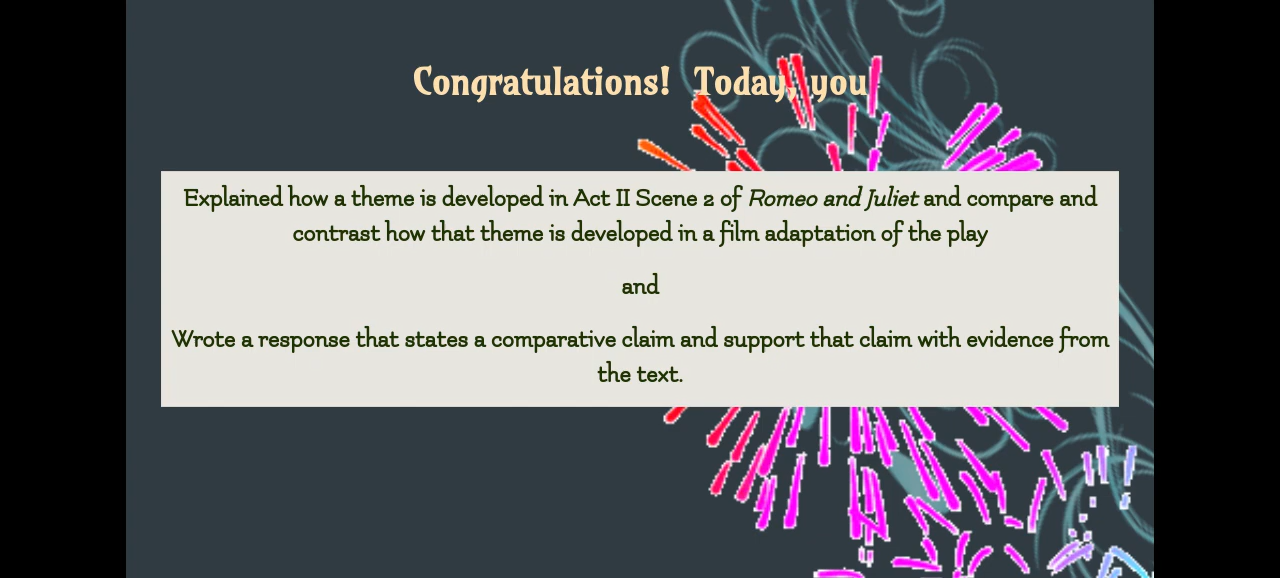 Congratulations! Today, you
Explained how a theme is developed in Act II Scene 2 of Romeo and Juliet and compare and
contrast how that theme is developed in a film adaptation of the play
and
Wrote a response that states a comparative claim and support that claim with evidence from
the text.